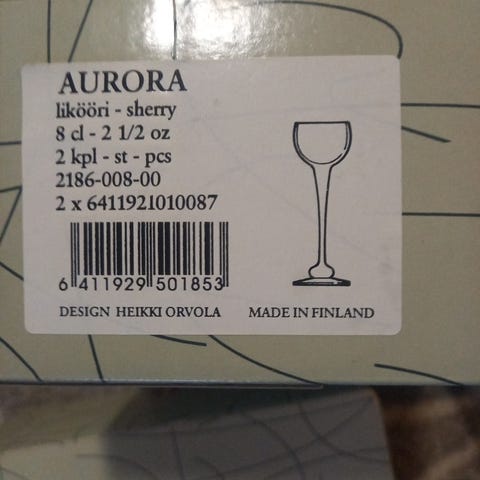 AURORA
likööri - sherry
8 cl - 2 1/2 oz
2 kpl - st - pcs
2186-008-00
2 x 6411921010087
6 411929 501853
DESIGN HEIKKI ORVOLA MADE IN FINLAND